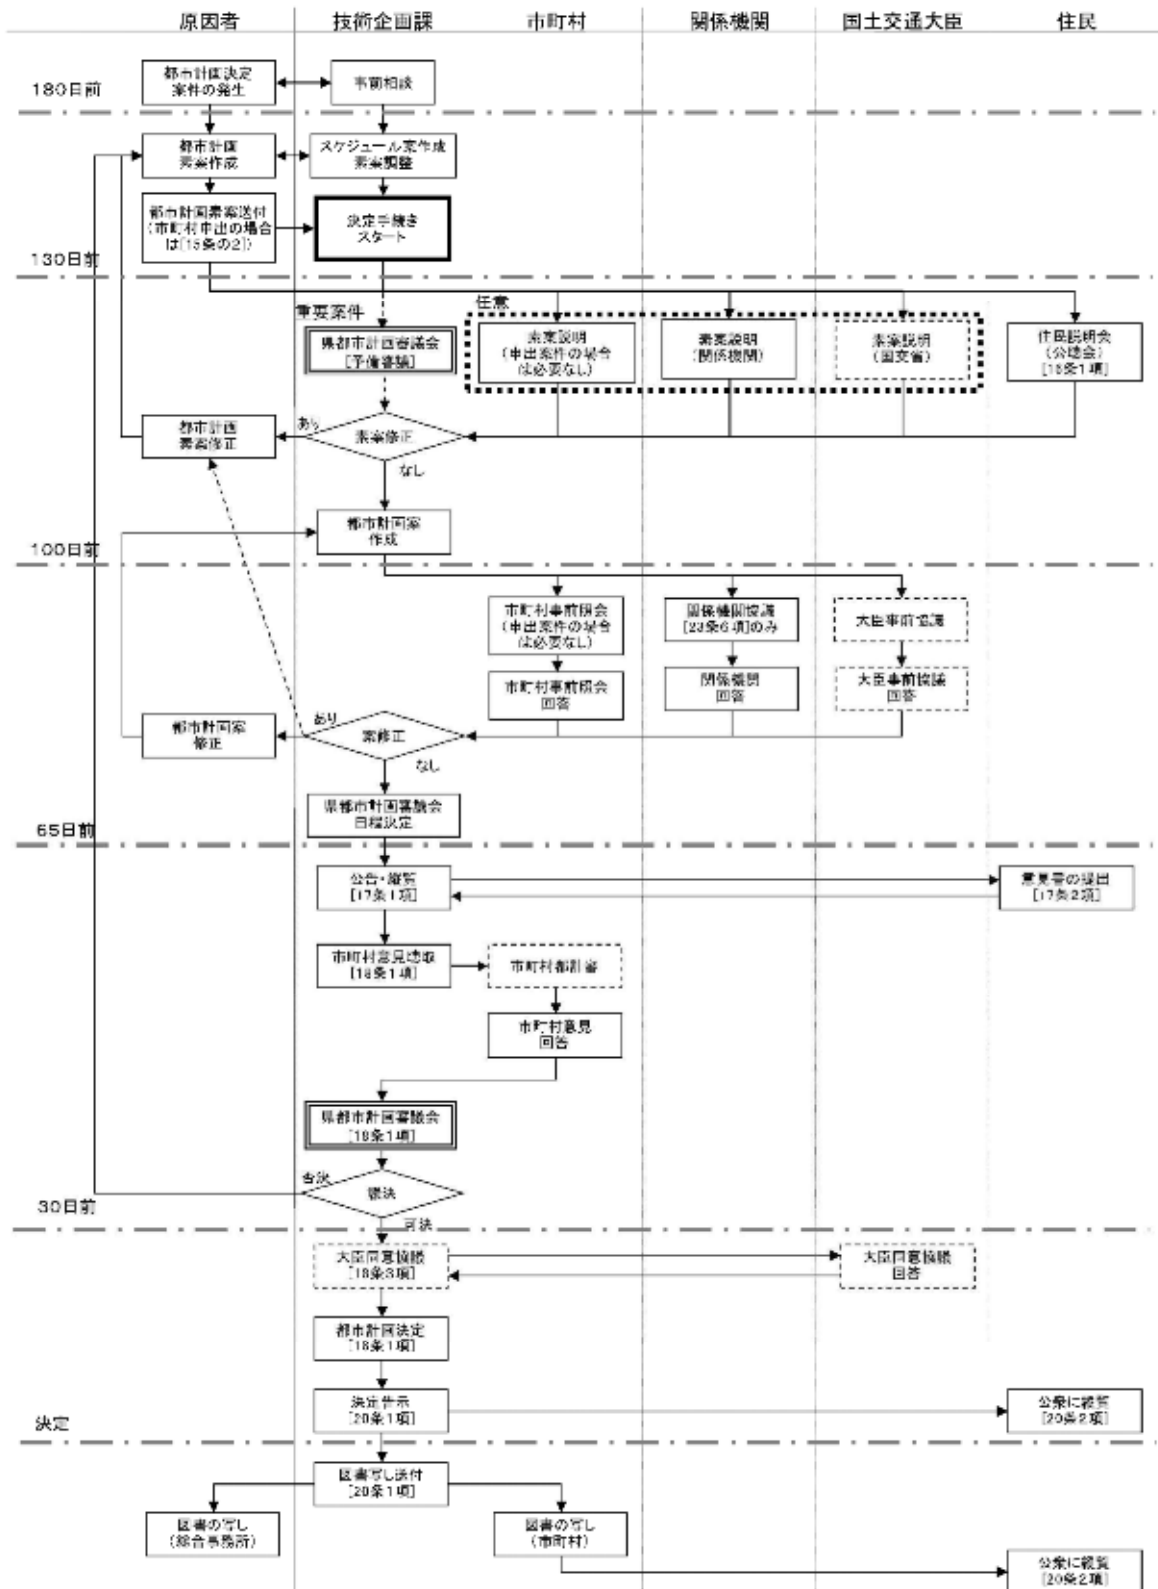 原因者 技術企画課 市町村 関係機関 国土交通大臣 住民
180日前
都市計画決定
案件の発生
事前相談
都市計画
素案作成
スケジュール案作成
素案調整
都市計画素案送付
(市町村申出の場合
は[15条の2])
決定手続き
スタート
130日前
重要案件
任意
県都市計画審議会
[予備審議]
素案説明
(申出案件の場合
は必要なし)
素案説明
(関係機関)
素案説明
(国交省)
住民説明会
(公聴会)
[16条1項]
都市計画
素案修正
あり
素案修正
なし
都市計画案
作成
100日前
市町村事前照会
(申出案件の場合
は必要なし)
関係機関協議
[23条6項]のみ
大臣事前協議
市町村事前照会
回答
関係機関
回答
大臣事前協議
回答
都市計画案
修正
あり
案修正
なし
県都市計画審議会
日程決定
65日前
公告・縦覧
[17条1項]
意見書の提出
[17条2項]
市町村意見聴取
[18条1項]
市町村都計審
市町村意見
回答
県都市計画審議会
[18条1項]
否決
議決
30日前
可決
大臣同意協議
[18条3項]
大臣同意協議
回答
都市計画決定
[18条1項]
決定告示
[20条1項]
公衆に縦覧
[20条2項]
決定
図書写し送付
[20条1項]
図書の写し
(総合事務所)
図書の写し
(市町村)
公衆に縦覧
[20条2項]